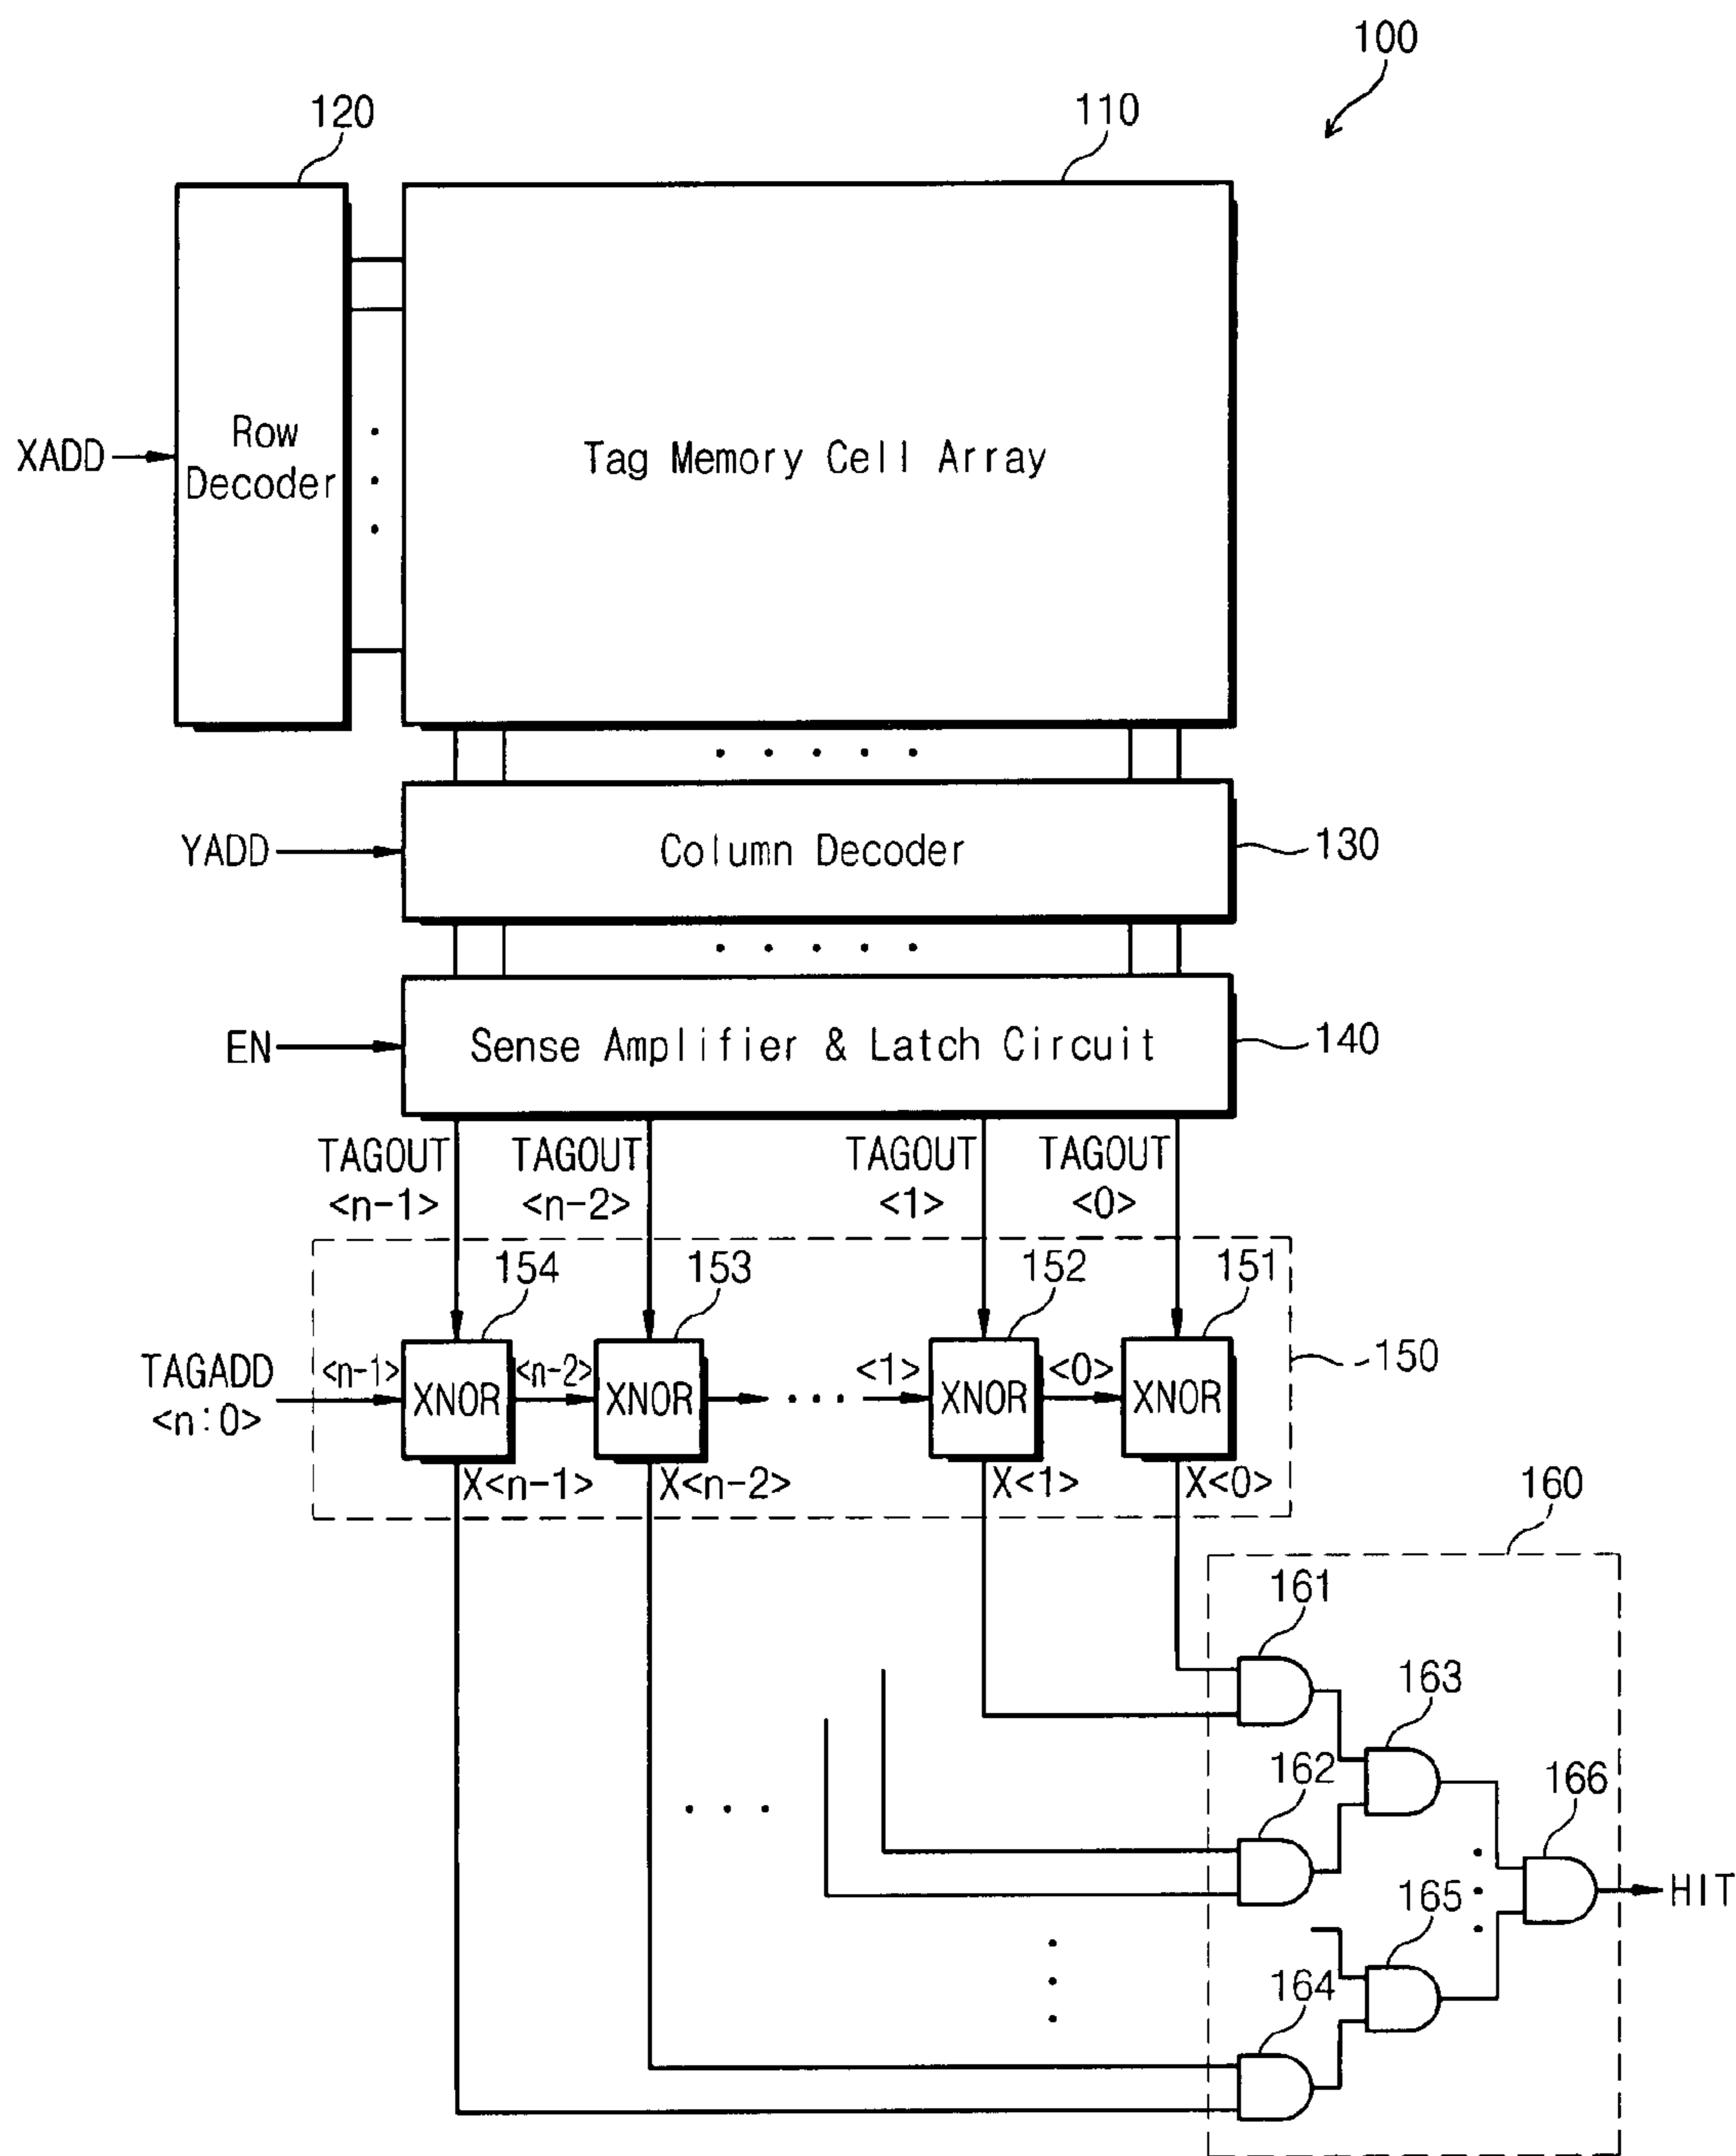 100
120
110
Row
Decoder
XADD
Tag Memory Cell Array
YADD
Column Decoder
130
EN
Sense Amplifier & Latch Circuit
140
TAGOUT
<n-1>
TAGOUT
<n-2>
TAGOUT
<1>
TAGOUT
<0>
154
153
152
151
TAGADD
<n:0>
<n-1>
XNOR
<n-2>
XNOR
<1>
XNOR
<0>
XNOR
150
X<n-1>
X<n-2>
X<1>
X<0>
160
161
163
162
166
HIT
165
164